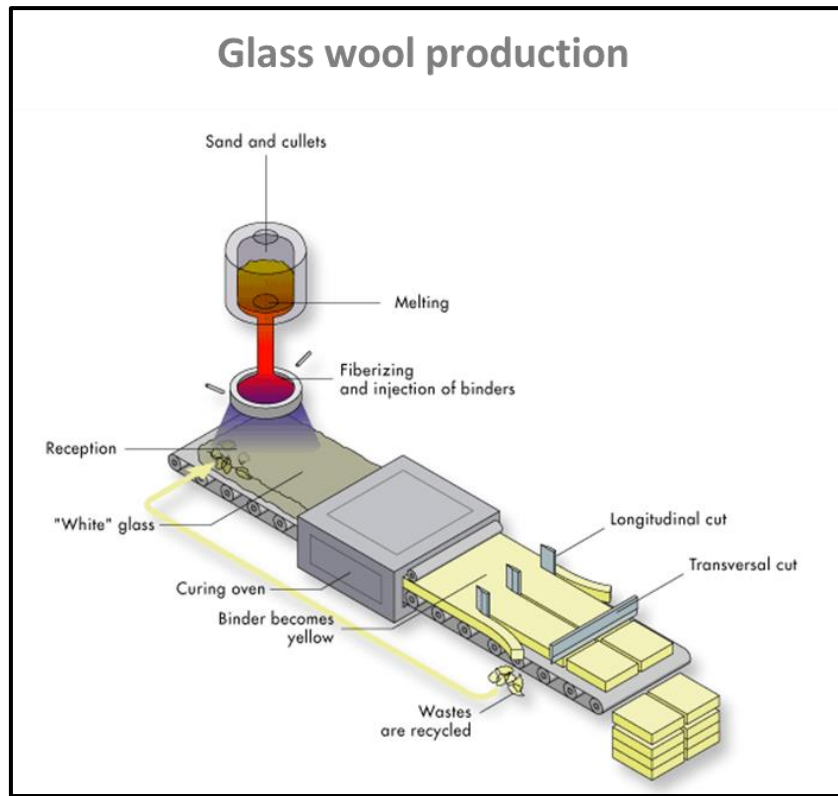 Glass wool production
Sand and cullets
Melting
Fiberizing
and injection of binders
Reception
"White" glass
Longitudinal cut
Transversal cut
Curing oven
Binder becomes
yellow
Wastes
are recycled